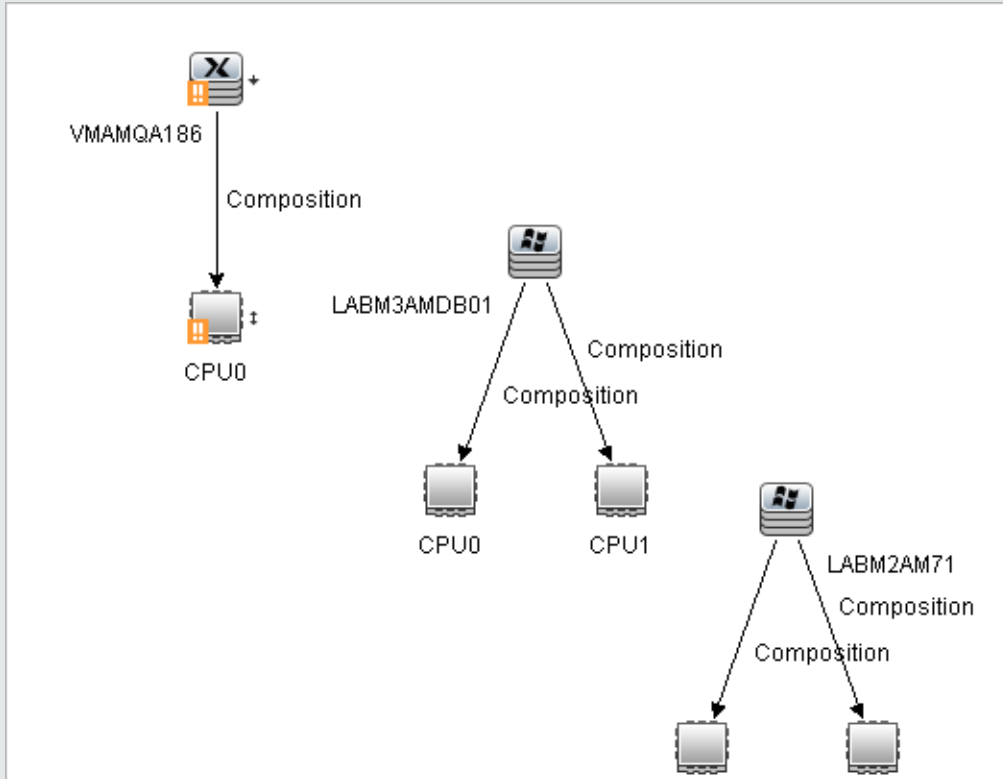 VMAMQA186
Composition
CPU0
LABM3AMDB01
Composition
Composition
CPU0
CPU1
LABM2AM71
Composition
Composition